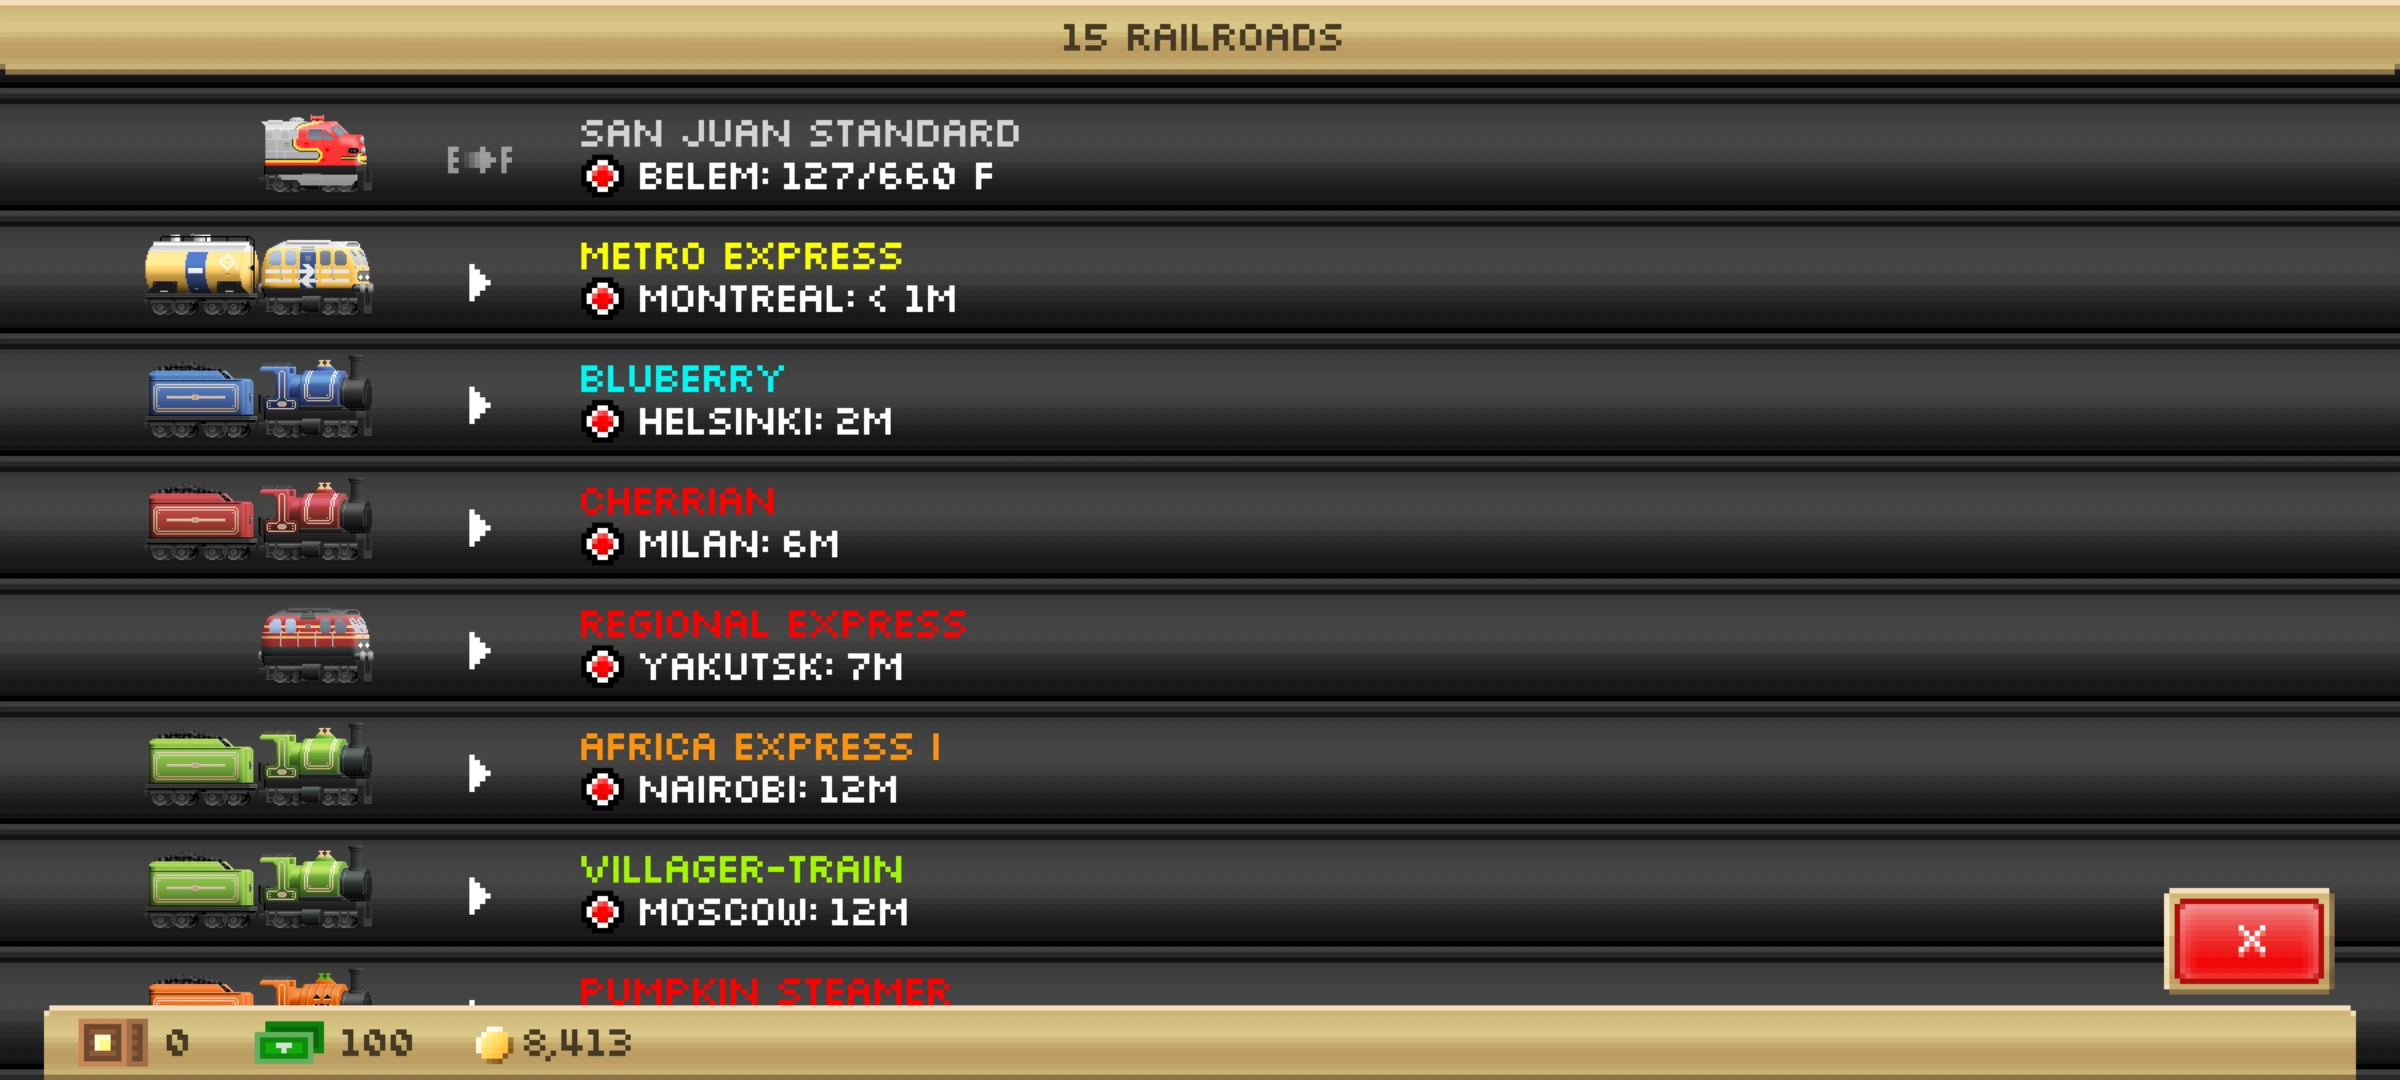 15 RAILROADS
SAN JUAN STANDARD
E F
BELEM: 127/660 F
METRO EXPRESS
MONTREAL: < 1M
BLUBERRY
HELSINKI: 2M
CHERRIAN
MILAN: 6M
REGIONAL EXPRESS
YAKUTSK: 7M
AFRICA EXPRESS I
NAIROBI: 12M
VILLAGER-TRAIN
MOSCOW: 12M
PUMPKIN STEAMER
X
0 100 8,413